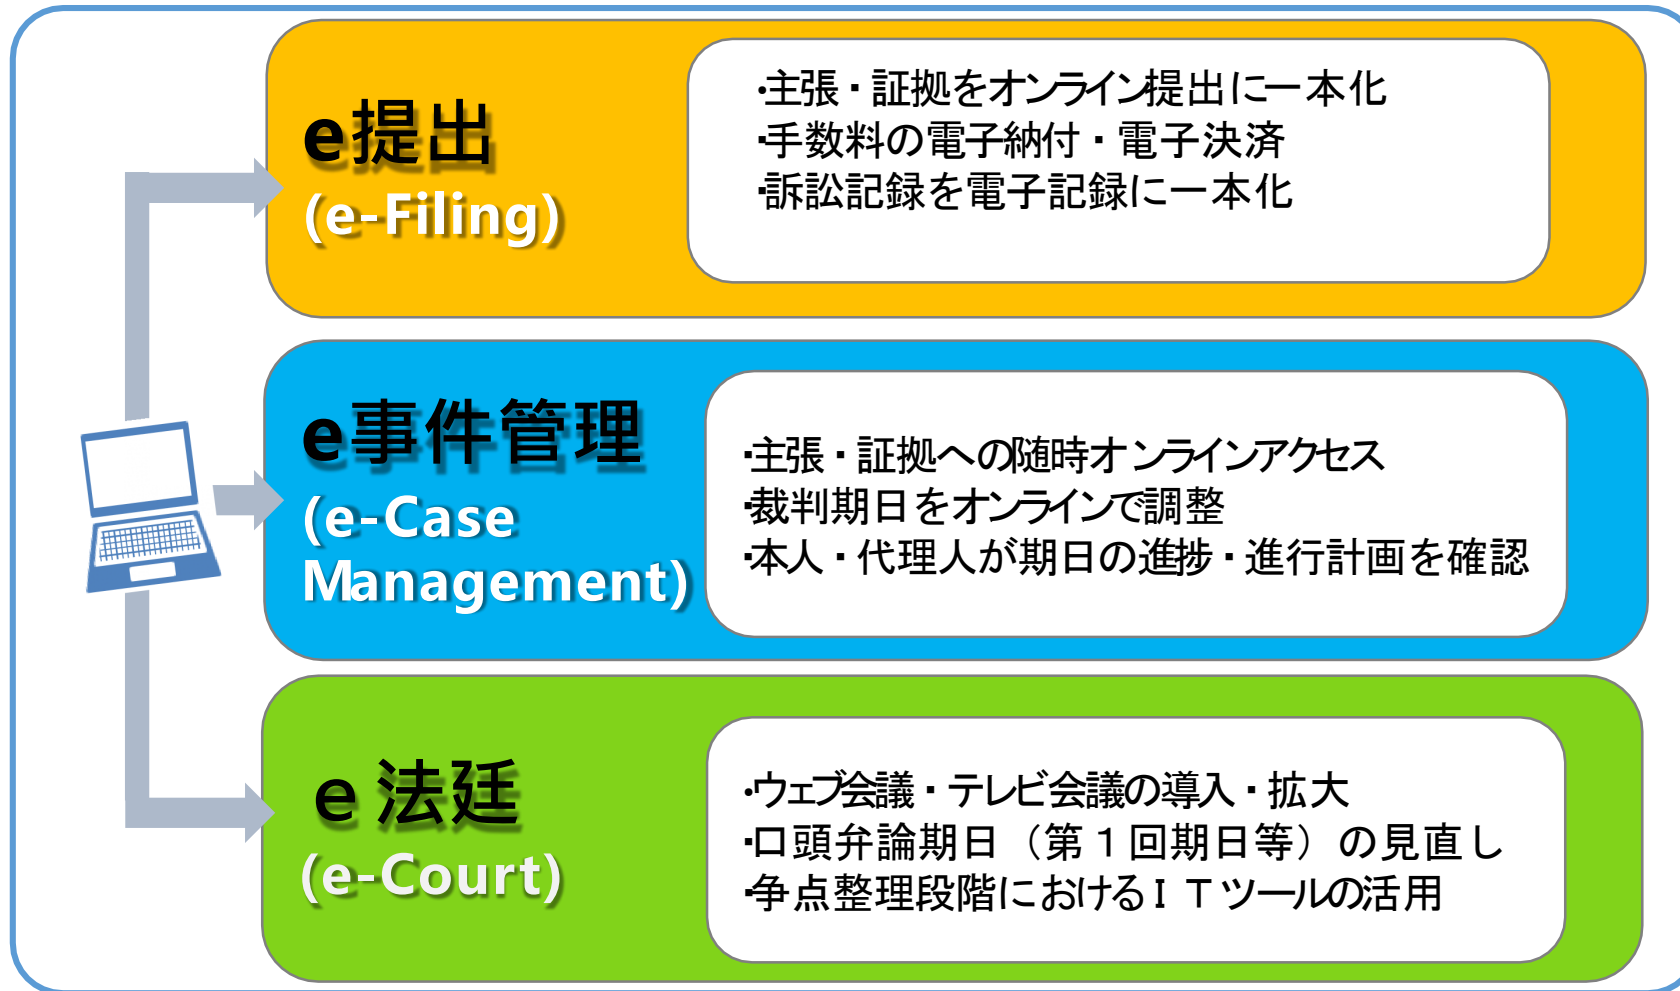 e提出
(e-Filing)
・主張・証拠をオンライン提出に一本化
・手数料の電子納付・電子決済
・訴訟記録を電子記録に一本化
e事件管理
(e-Case
Management)
・主張・証拠への随時オンラインアクセス
・裁判期日をオンラインで調整
・本人・代理人が期日の進捗・進行計画を確認
e 法廷
(e-Court)
・ウェブ会議・テレビ会議の導入・拡大
・口頭弁論期日（第１回期日等）の見直し
・争点整理段階におけるＩＴツールの活用